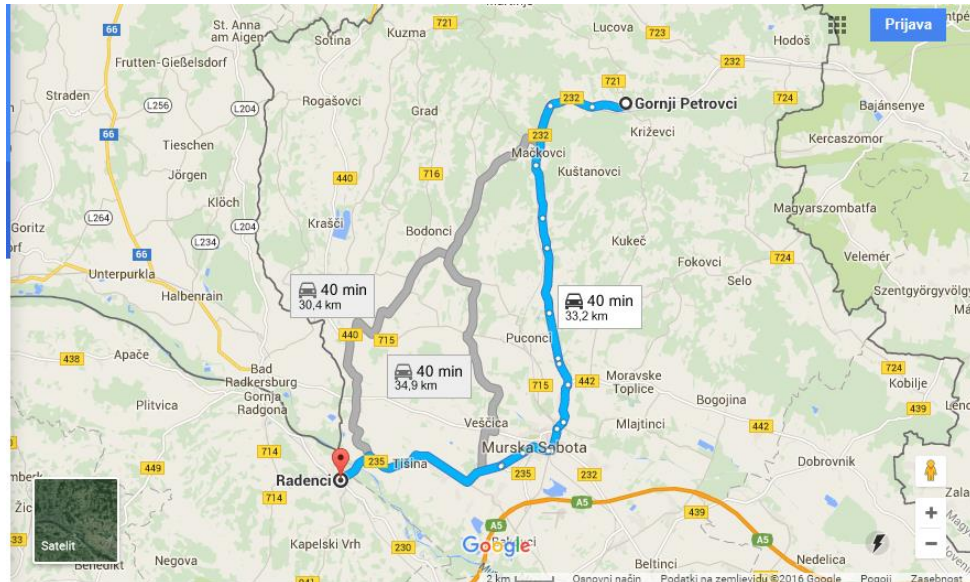 721
723
St. Anna
am Aigen
Kuzma
Lucova
Prijava
66
Sotina
Hodoš
Frutten-Gießelsdorf
232
721
Straden
L256
L204
Rogašovci
232
Gornji Petrovci
724
Bajánsenye
Grad
66
Križevci
Tieschen
232
Kercaszomor
Mačkovci
716
Kuštanovci
Jörgen
440
Klöch
Magyarszombatfa
L264
L204
Krašči
Goritz
Bodonci
L234
Kukeč
66
Velemér
Fokovci
724
Unterpurkla
Selo
Szentgyörgyvölgy
40 min
30,4 km
40 min
33,2 km
Halbenrain
440
715
Puconci
438
Apače
40 min
34,9 km
724
Bad
Radkersburg
715
442
Moravske
Toplice
Kobilje
Gornja
Radgona
Bogojina
439
Plitvica
Veščica
Mlajtinci
442
714
Murska Sobota
449
235
Tišina
Dobrovnik
Radenci
235
232
714
A5
439
A5
Satelit
Kapelski Vrh
A5
Negova
230
Google
Beltinci
Nedelica
2 km
Osnovni način
Podatki na zemljevidu ©2016 Google
Pogoji